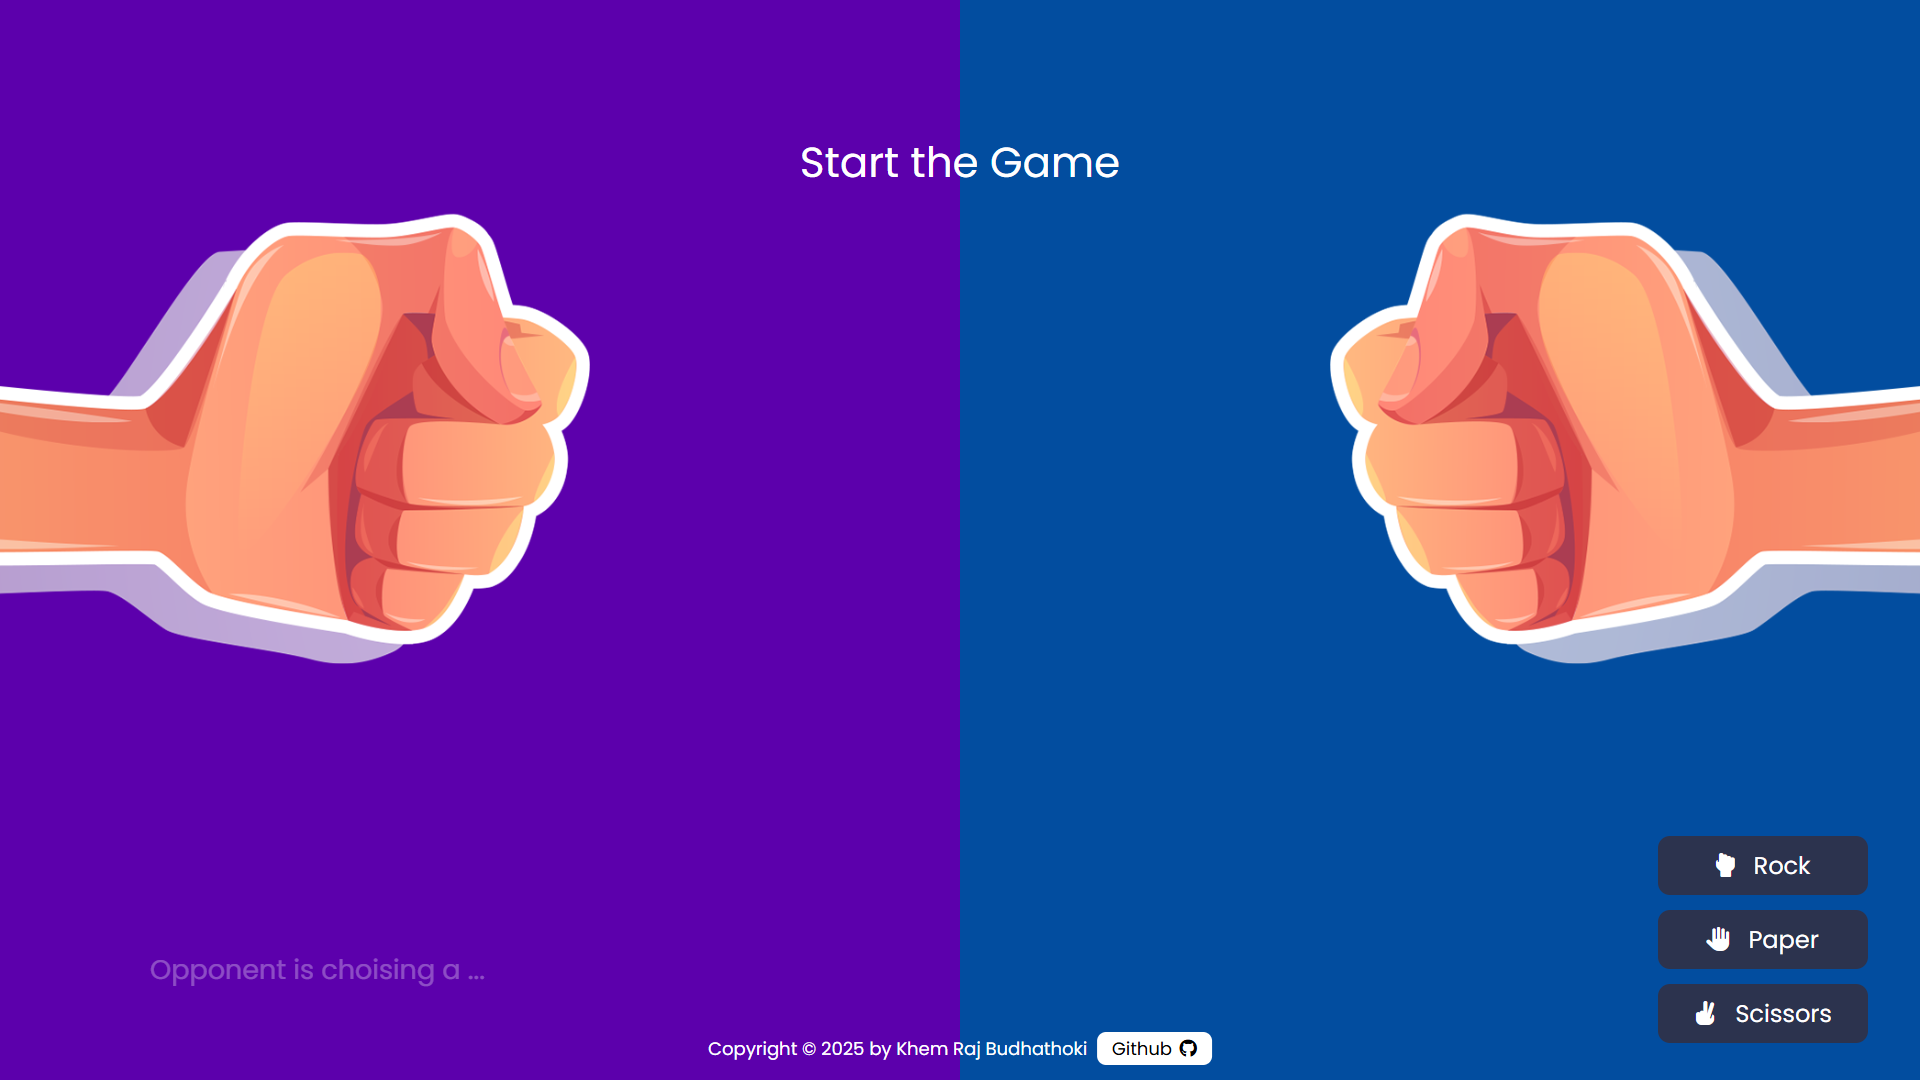 Start the Game
Rock
Paper
Opponent is choising a ...
Scissors
Copyright © 2025 by Khem Raj Budhathoki Github